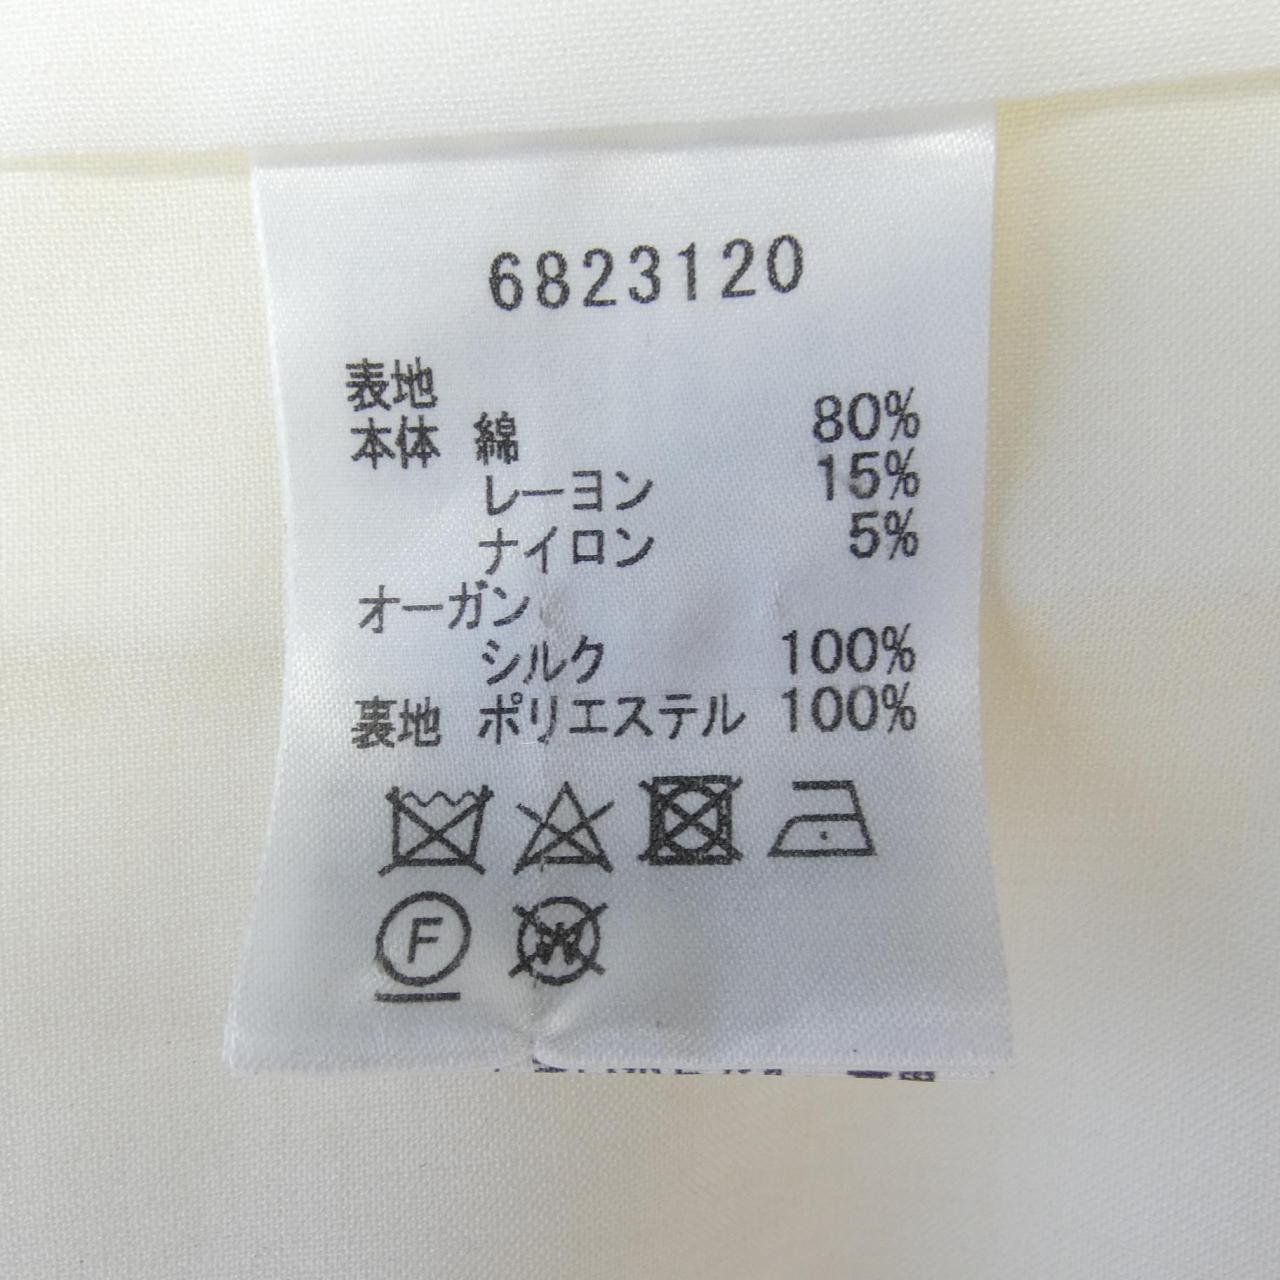 6823120
表地
本体 綿 80%
レーヨン 15%
ナイロン 5%
オーガン
シルク 100%
裏地 ポリエステル 100%
F W